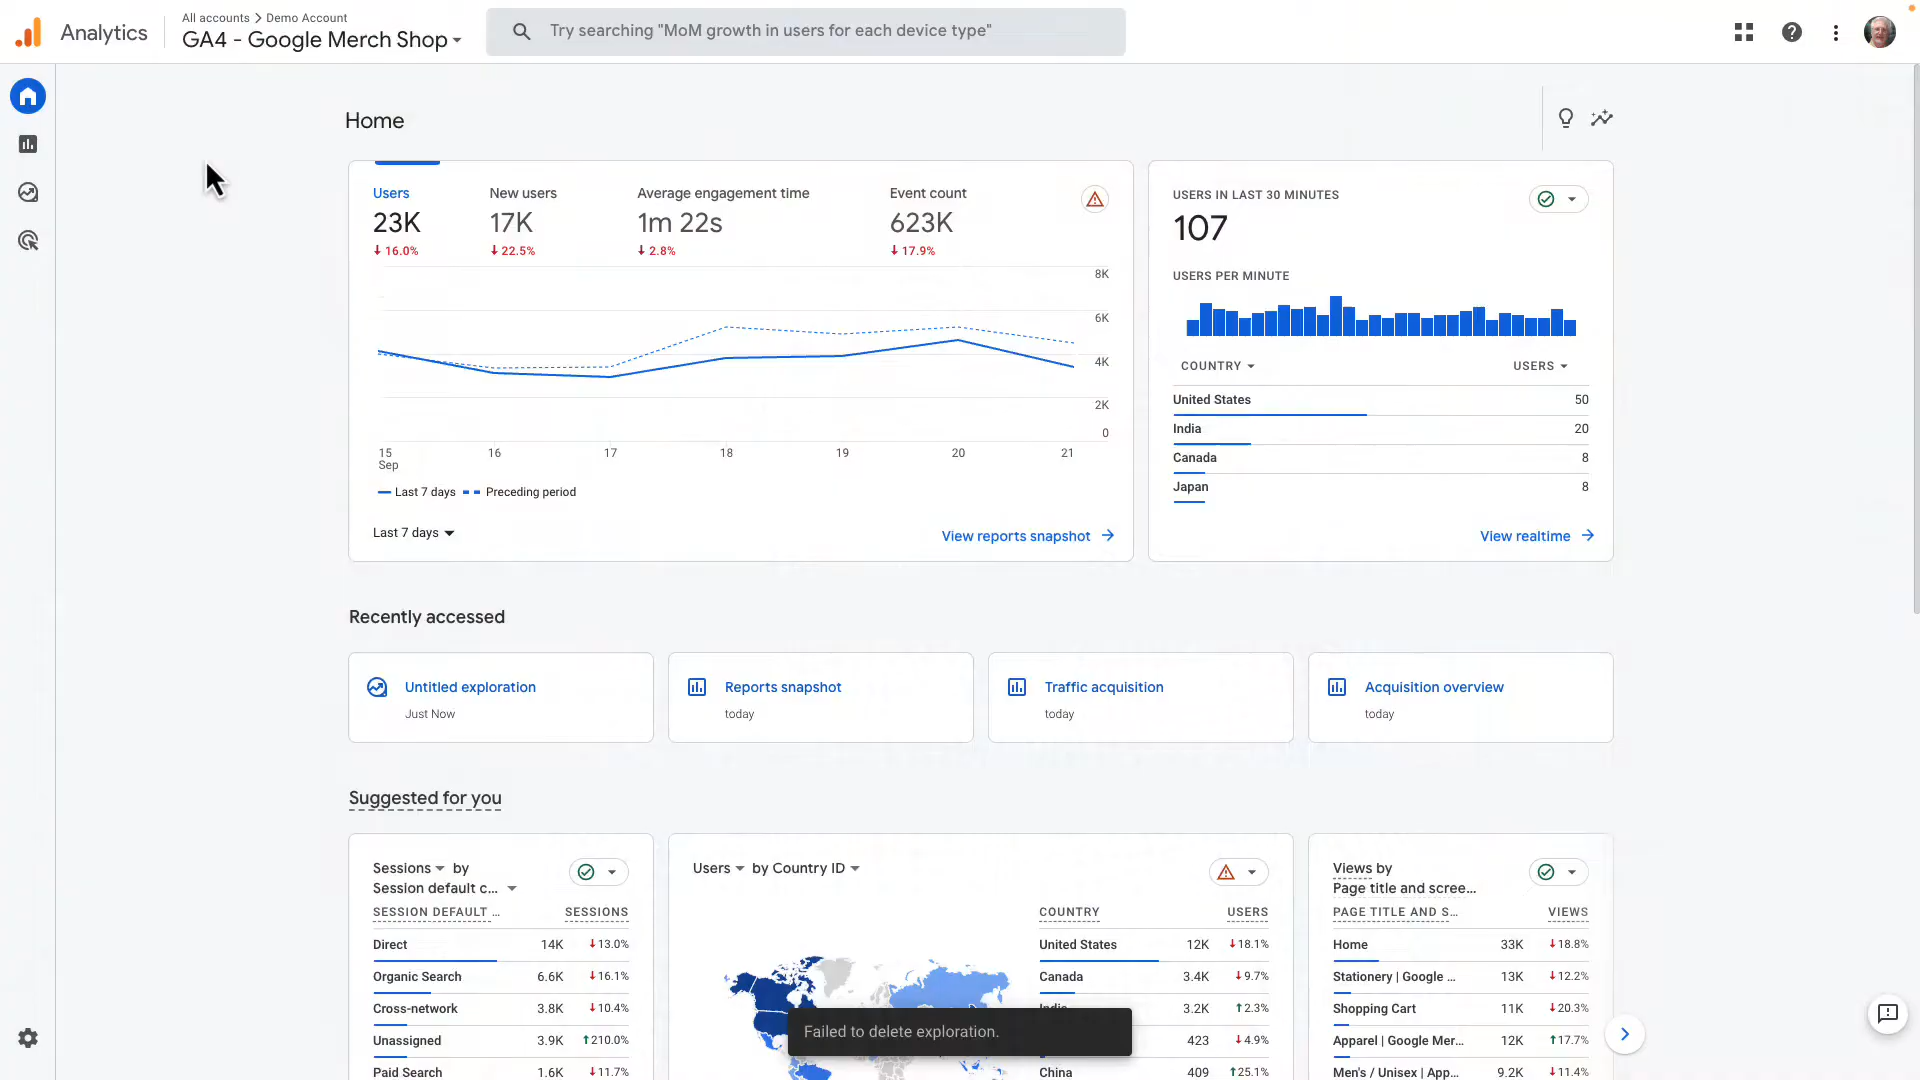 Analytics
All accounts > Demo Account
GA4 - Google Merch Shop
Try searching "MoM growth in users for each device type"
Home
Users
23K
16.0%
New users
17K
22.5%
Average engagement time
1m 22s
2.8%
Event count
623K
17.9%
8K
6K
4K
2K
0
15
Sep
16
17
18
19
20
21
Last 7 days
Preceding period
Last 7 days
View reports snapshot
USERS IN LAST 30 MINUTES
107
USERS PER MINUTE
COUNTRY
USERS
United States 50
India 20
Canada 8
Japan 8
View realtime
Recently accessed
Untitled exploration
Just Now
Reports snapshot
today
Traffic acquisition
today
Acquisition overview
today
Suggested for you
Sessions by
Session default c...
SESSION DEFAULT ...
SESSIONS
Direct 14K 13.0%
Organic Search 6.6K 16.1%
Cross-network 3.8K 10.4%
Unassigned 3.9K 210.0%
Paid Search 1.6K 11.7%
Users by Country ID
COUNTRY
USERS
United States 12K 18.1%
Canada 3.4K 9.7%
India 3.2K 2.3%
423 4.9%
China 409 25.1%
Failed to delete exploration.
Views by
Page title and scree...
PAGE TITLE AND S...
VIEWS
Home 33K 18.8%
Stationery | Google ... 13K 12.2%
Shopping Cart 11K 20.3%
Apparel | Google Mer... 12K 17.7%
Men's / Unisex | App... 9.2K 11.4%